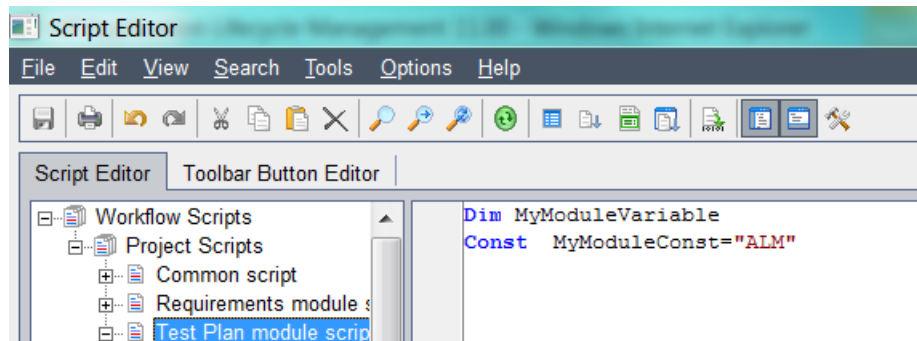 Script Editor
File Edit View Search Tools Options Help
Script Editor Toolbar Button Editor
Workflow Scripts
Project Scripts
Common script
Requirements module s
Test Plan module scrip
Dim MyModuleVariable
Const MyModuleConst="ALM"